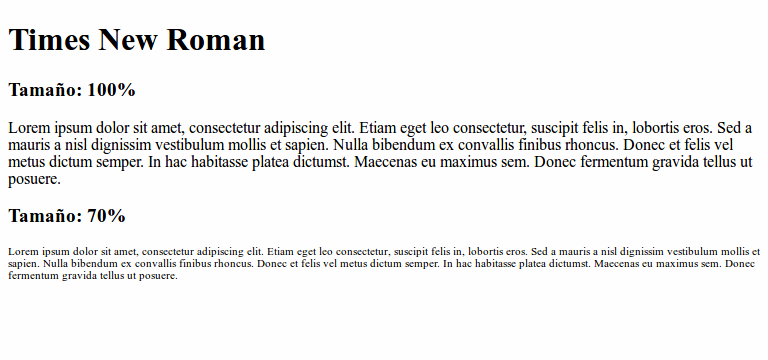 Times New Roman
Tamaño: 100%
Lorem ipsum dolor sit amet, consectetur adipiscing elit. Etiam eget leo consectetur, suscipit felis in, lobortis eros. Sed a
mauris a nisl dignissim vestibulum mollis et sapien. Nulla bibendum ex convallis finibus rhoncus. Donec et felis vel
metus dictum semper. In hac habitasse platea dictumst. Maecenas eu maximus sem. Donec fermentum gravida tellus ut
posuere.
Tamaño: 70%
Lorem ipsum dolor sit amet, consectetur adipiscing elit. Etiam eget leo consectetur, suscipit felis in, lobortis eros. Sed a mauris a nisl dignissim vestibulum mollis et
sapien. Nulla bibendum ex convallis finibus rhoncus. Donec et felis vel metus dictum semper. In hac habitasse platea dictumst. Maecenas eu maximus sem. Donec
fermentum gravida tellus ut posuere.